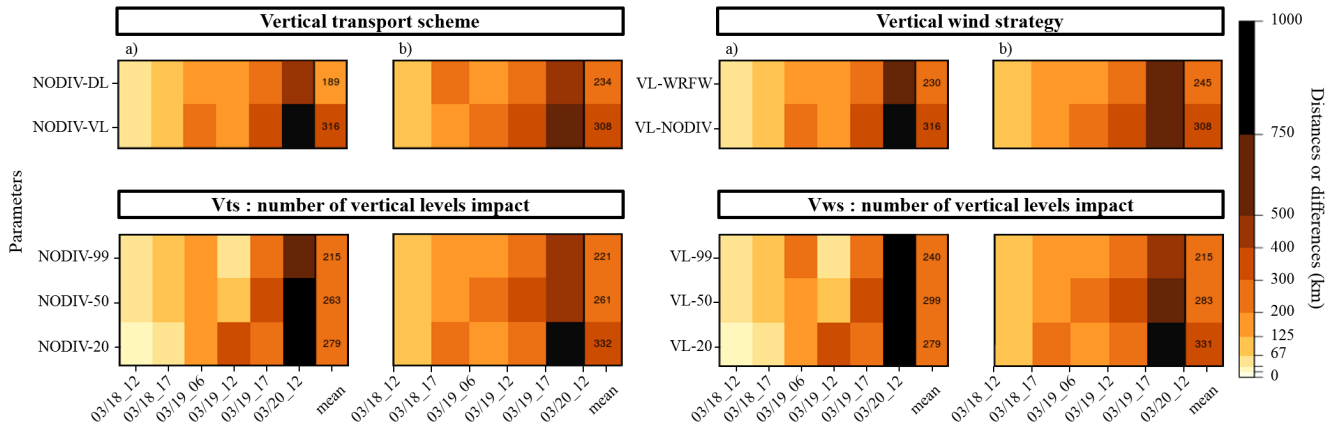 Vertical transport scheme
Vertical wind strategy
a)
b)
a)
b)
1000
NODIV-DL
189
234
VL-WRFW
230
245
NODIV-VL
316
308
VL-NODIV
316
308
750
Distances or differences (km)
Parameters
Vts : number of vertical levels impact
Vws : number of vertical levels impact
500
400
300
200
125
67
0
NODIV-99
215
221
VL-99
240
215
NODIV-50
263
261
VL-50
299
283
NODIV-20
279
332
VL-20
279
331
03/18_12
03/18_17
03/19_06
03/19_12
03/19_17
03/20_12
mean
03/18_12
03/18_17
03/19_06
03/19_12
03/19_17
03/20_12
mean
03/18_12
03/18_17
03/19_06
03/19_12
03/19_17
03/20_12
mean
03/18_12
03/18_17
03/19_06
03/19_12
03/19_17
03/20_12
mean